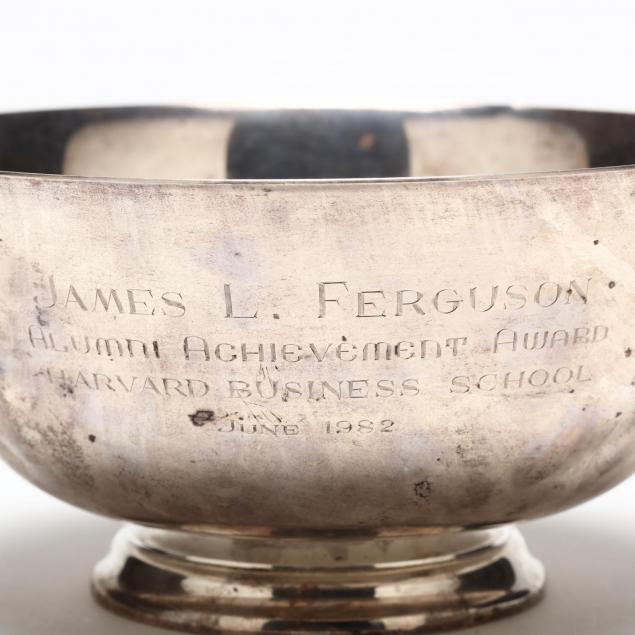 JAMES L. FERGUSON
ALUMNI ACHIEVEMENT AWARD
HARVARD BUSINESS SCHOOL
JUNE 1982